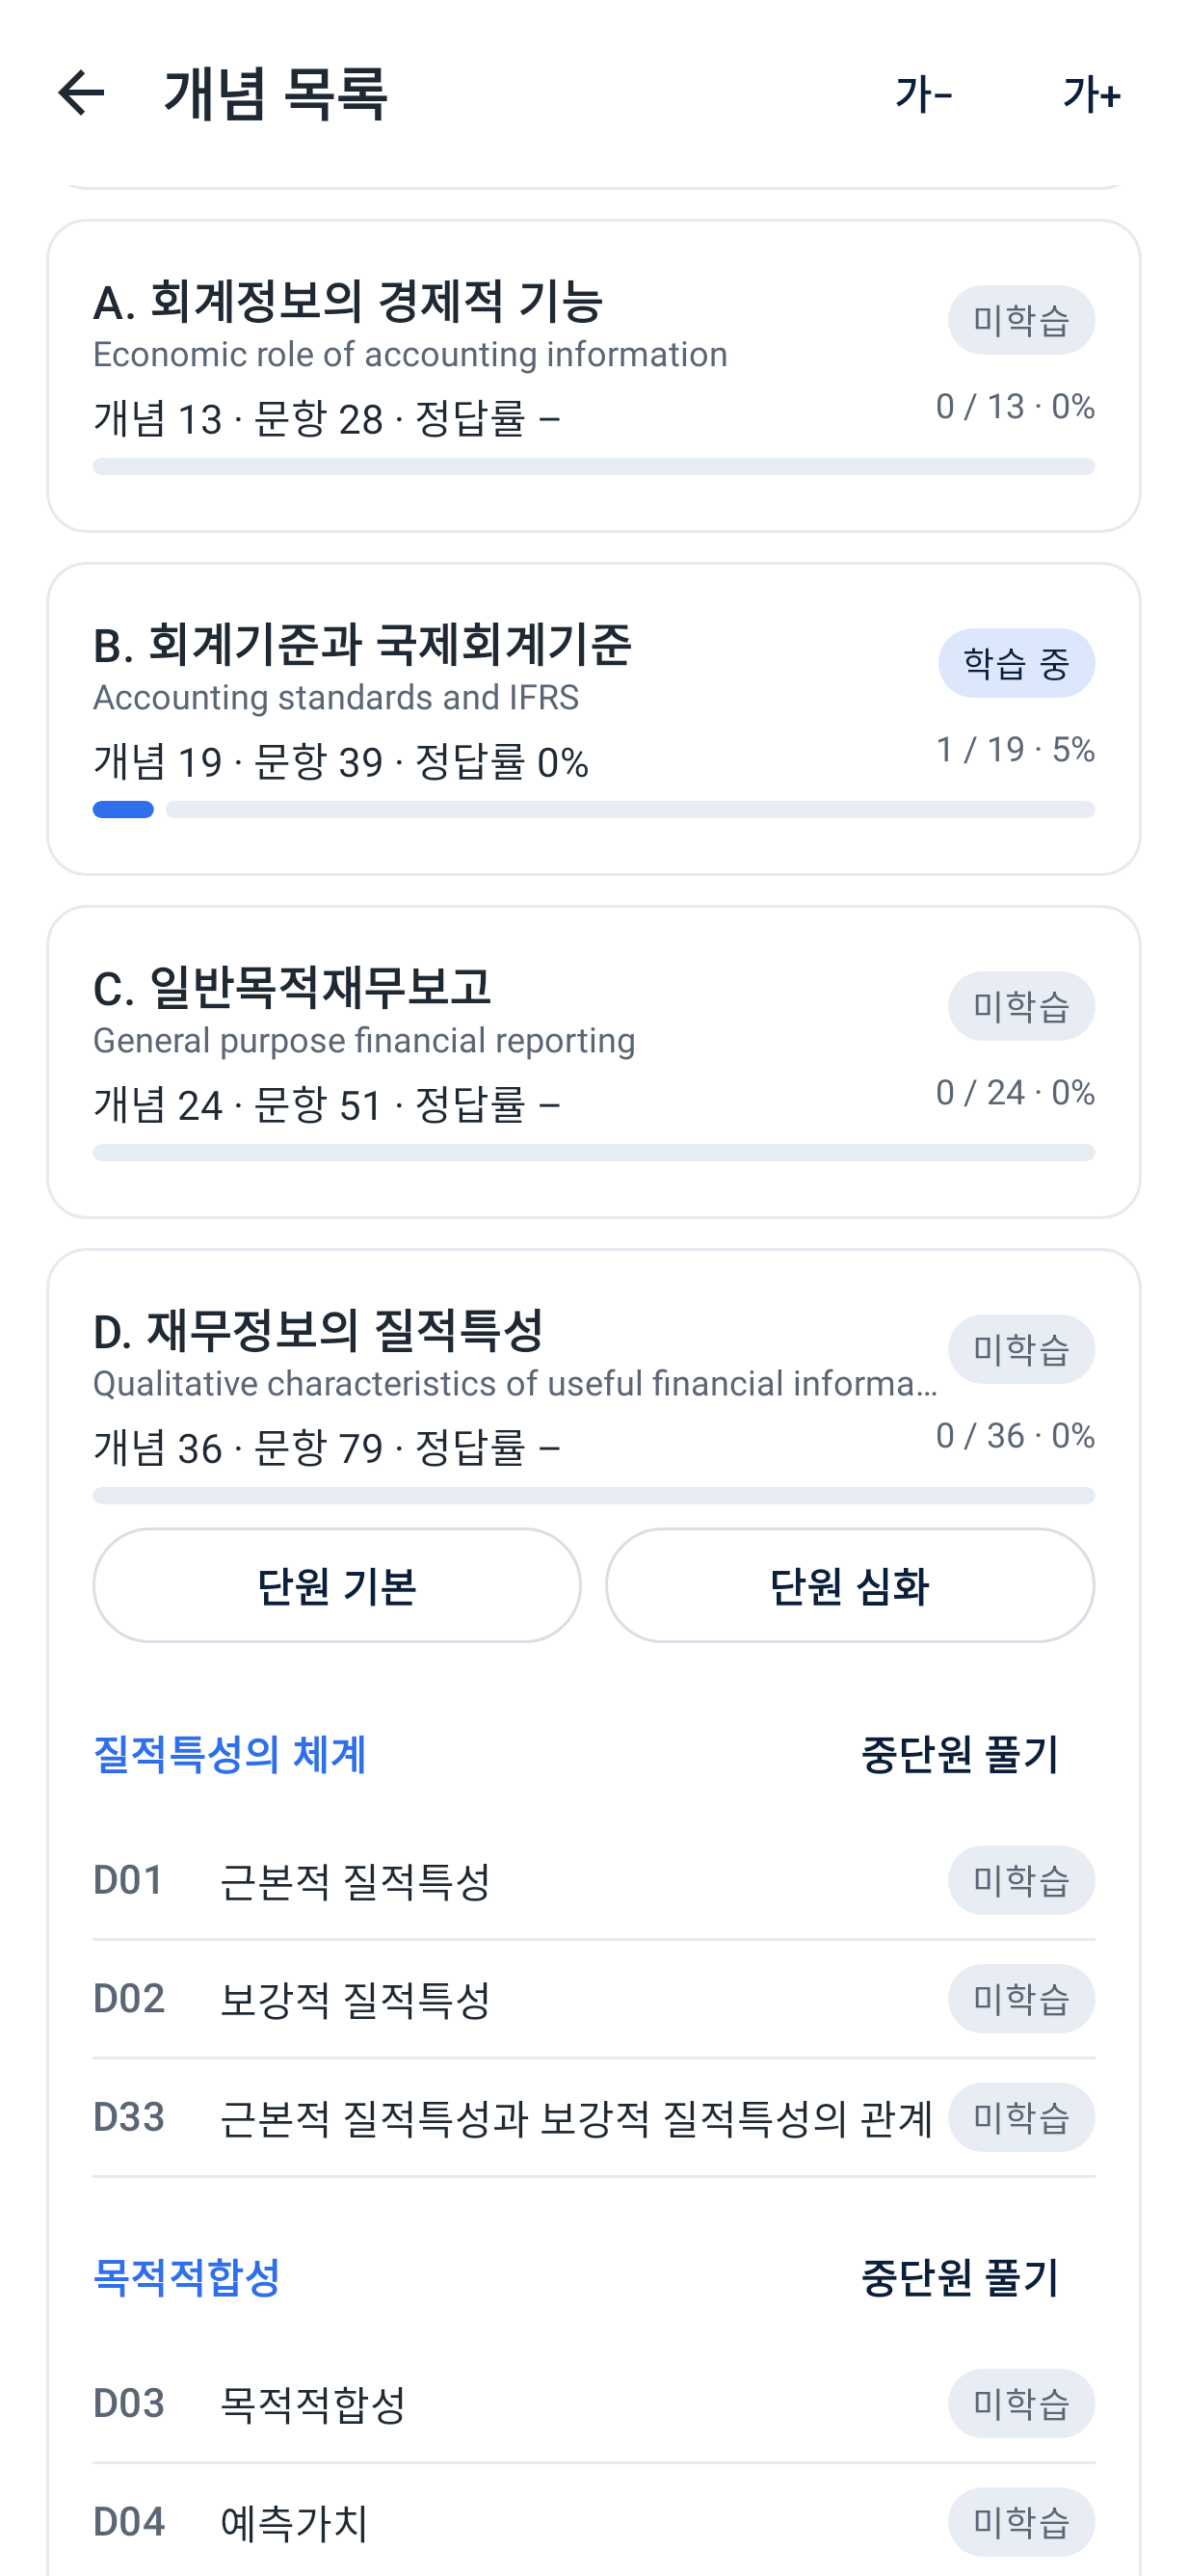 개념 목록
가-
가+
A. 회계정보의 경제적 기능
미학습
Economic role of accounting information
개념 13 · 문항 28 · 정답률 –
0 / 13 · 0%
B. 회계기준과 국제회계기준
학습 중
Accounting standards and IFRS
개념 19 · 문항 39 · 정답률 0%
1 / 19 · 5%
C. 일반목적재무보고
미학습
General purpose financial reporting
개념 24 · 문항 51 · 정답률 –
0 / 24 · 0%
D. 재무정보의 질적특성
미학습
Qualitative characteristics of useful financial informa...
개념 36 · 문항 79 · 정답률 –
0 / 36 · 0%
단원 기본
단원 심화
질적특성의 체계
중단원 풀기
D01 근본적 질적특성 미학습
D02 보강적 질적특성 미학습
D33 근본적 질적특성과 보강적 질적특성의 관계 미학습
목적적합성
중단원 풀기
D03 목적적합성 미학습
D04 예측가치 미학습